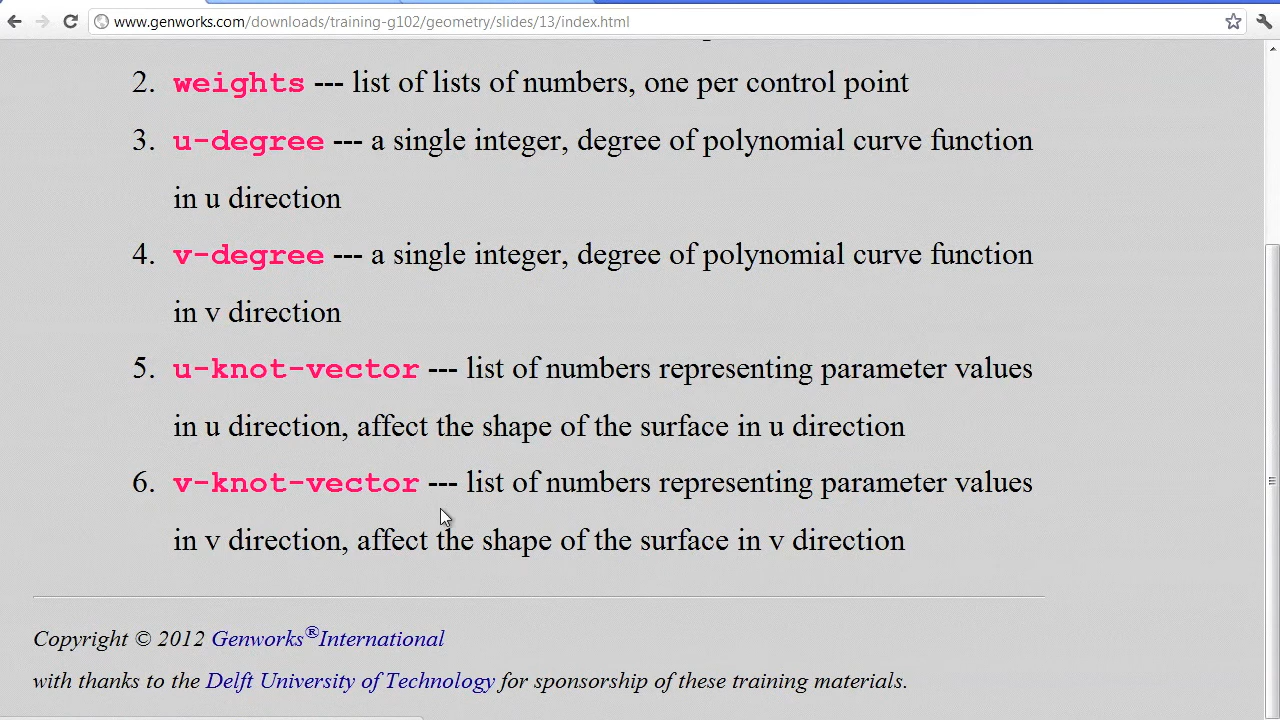 www.genworks.com/downloads/training-g102/geometry/slides/13/index.html
2. weights --- list of lists of numbers, one per control point
3. u-degree --- a single integer, degree of polynomial curve function
in u direction
4. v-degree --- a single integer, degree of polynomial curve function
in v direction
5. u-knot-vector --- list of numbers representing parameter values
in u direction, affect the shape of the surface in u direction
6. v-knot-vector --- list of numbers representing parameter values
in v direction, affect the shape of the surface in v direction
Copyright © 2012 Genworks®International
with thanks to the Delft University of Technology for sponsorship of these training materials.